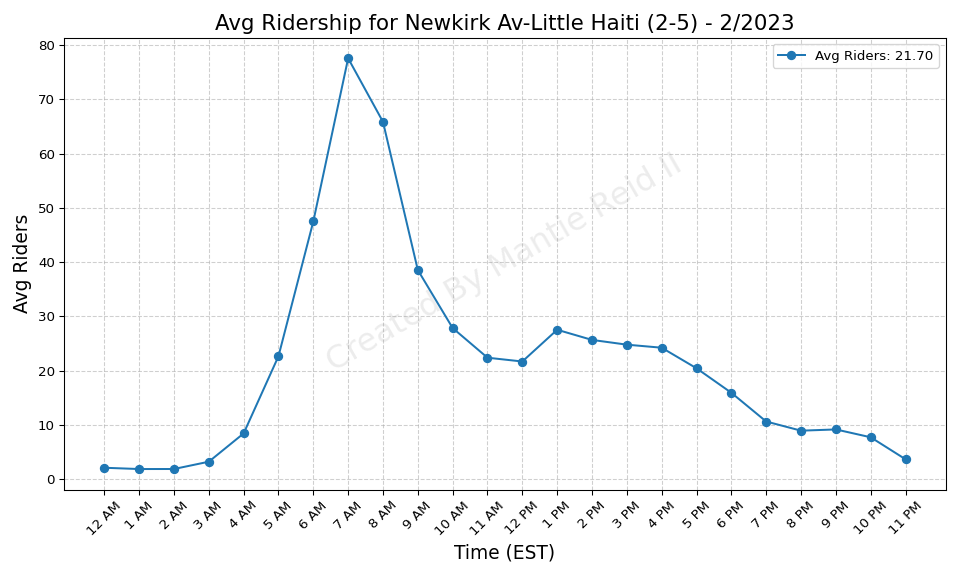 Avg Ridership for Newkirk Av-Little Haiti (2-5) - 2/2023
Avg Riders: 21.70
80
70
60
50
40
30
20
10
0
Avg Riders
Created By Mantle Reid II
12 AM
1 AM
2 AM
3 AM
4 AM
5 AM
6 AM
7 AM
8 AM
9 AM
10 AM
11 AM
12 PM
1 PM
2 PM
3 PM
4 PM
5 PM
6 PM
7 PM
8 PM
9 PM
10 PM
11 PM
Time (EST)